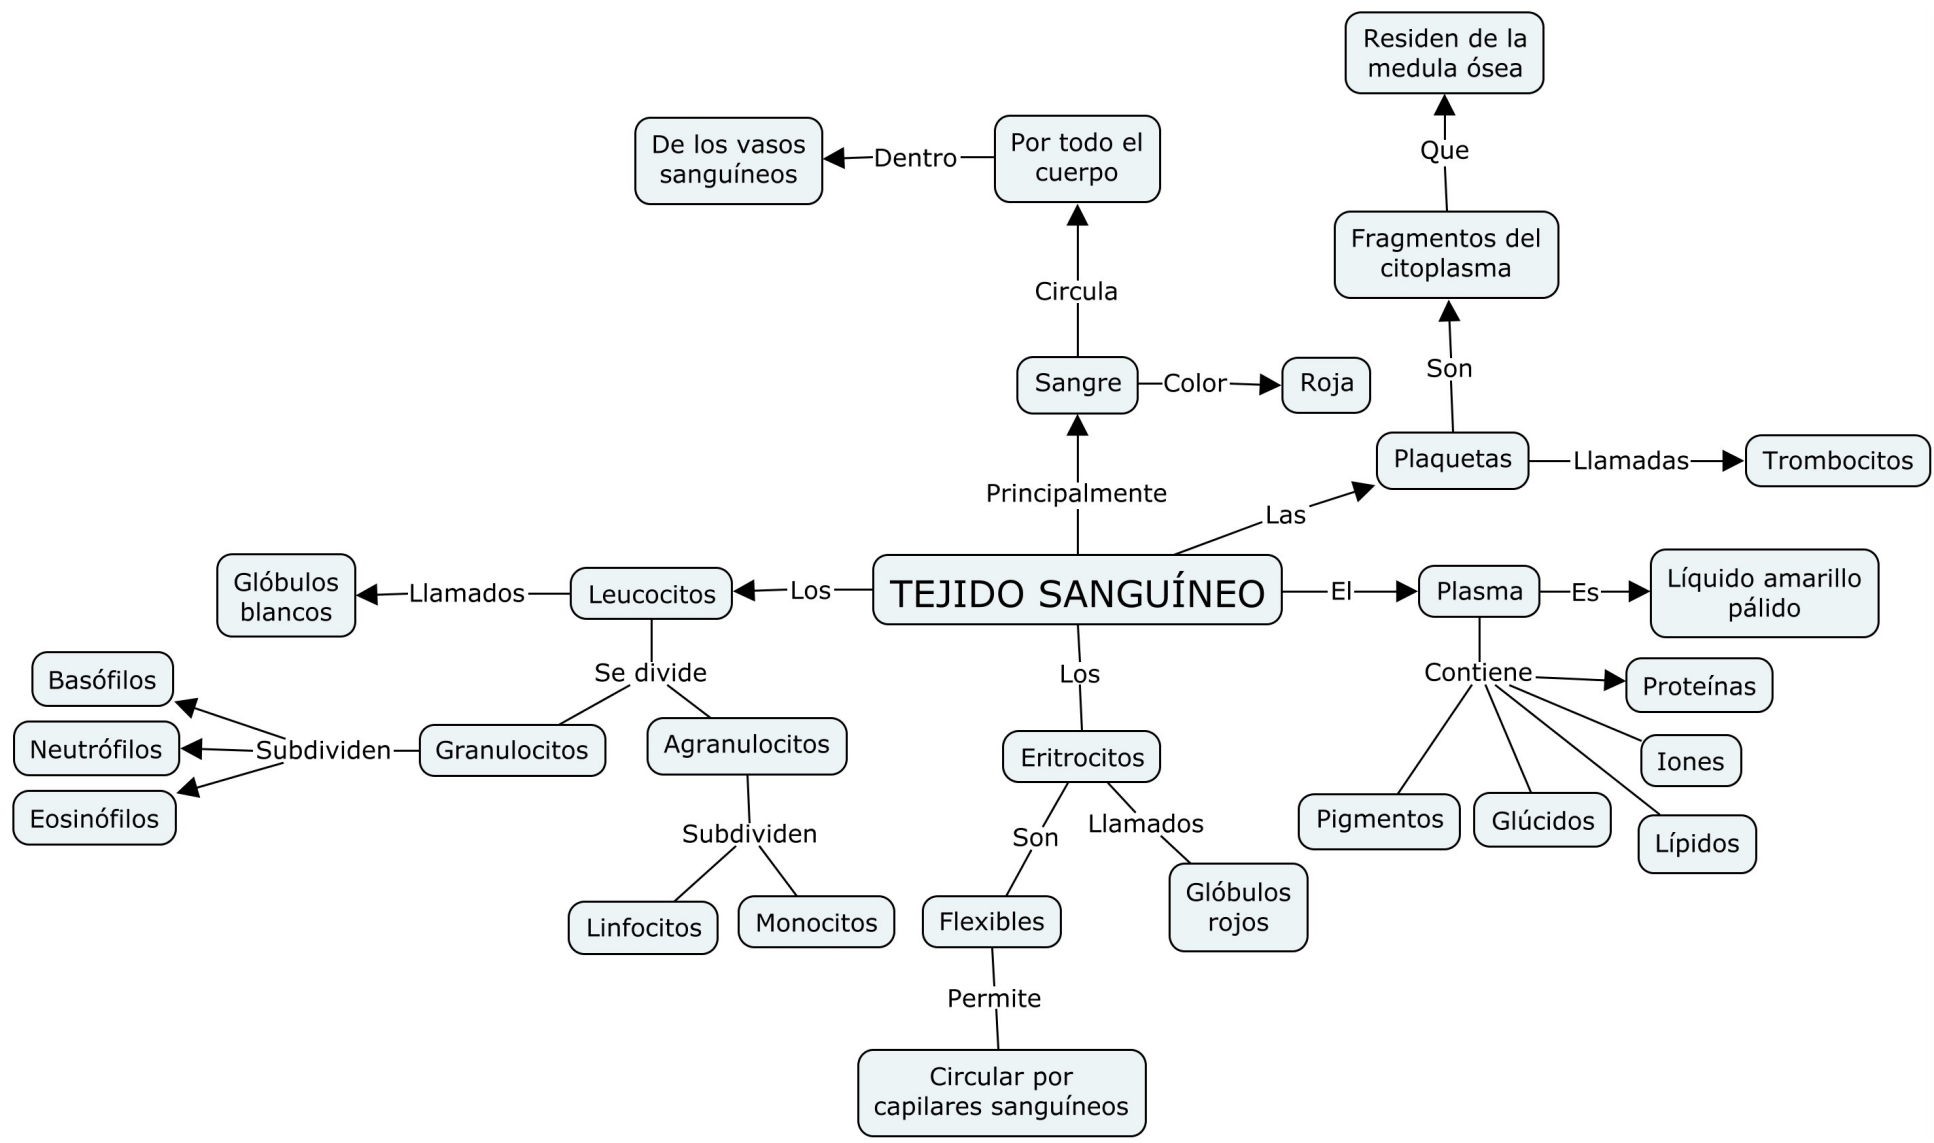 Residen de la
medula ósea
Que
Fragmentos del
citoplasma
Son
Plaquetas
Llamadas
Trombocitos
Las
De los vasos
sanguíneos
Dentro
Por todo el
cuerpo
Circula
Sangre
Color
Roja
Principalmente
TEJIDO SANGUÍNEO
Los
Leucocitos
Llamados
Glóbulos
blancos
Se divide
Granulocitos
Subdividen
Basófilos
Neutrófilos
Eosinófilos
Agranulocitos
Subdividen
Linfocitos
Monocitos
Los
Eritrocitos
Son
Flexibles
Permite
Circular por
capilares sanguíneos
Llamados
Glóbulos
rojos
El
Plasma
Es
Líquido amarillo
pálido
Contiene
Proteínas
Iones
Lípidos
Glúcidos
Pigmentos